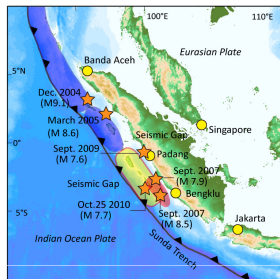 100°E
105°E
Eurasian Plate
Banda Aceh
5°N
Dec. 2004
(M9.1)
March 2005
(M 8.6)
Singapore
Seismic Gap
Sept. 2009
(M 7.6)
Padang
0°
Sept. 2007
(M 7.9)
Seismic Gap
Bengklu
Oct.25 2010
(M 7.7)
5°S
Sept. 2007
(M 8.5)
Jakarta
Indian Ocean Plate
Sunda Trench